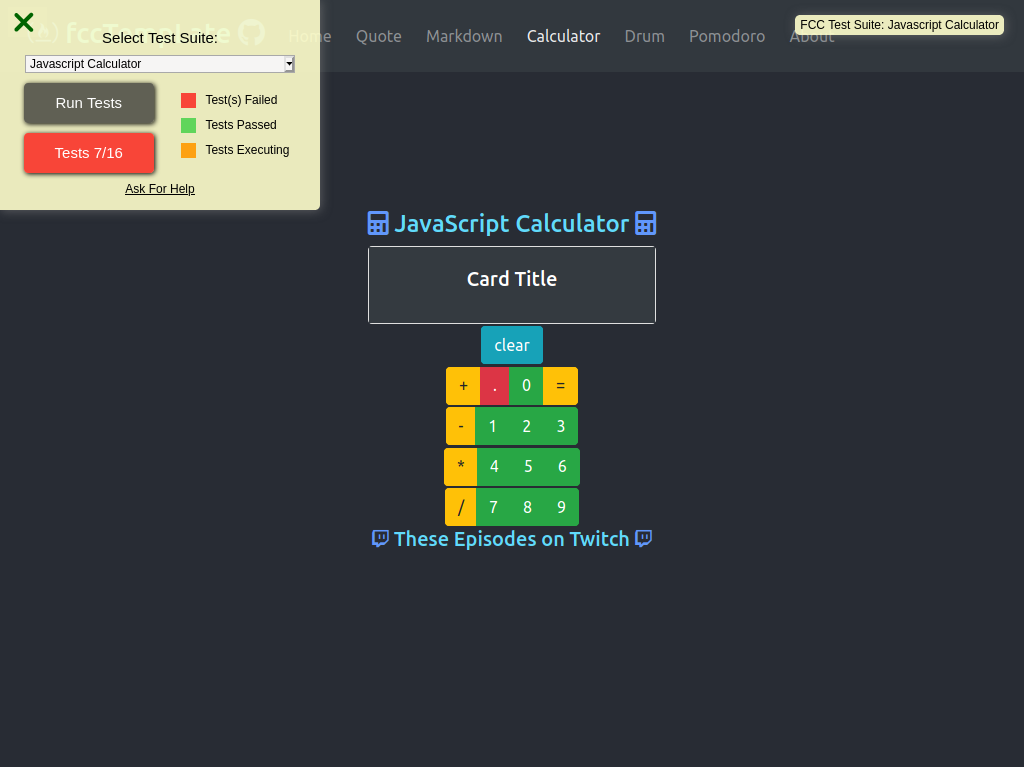 fccTemplate
Home Quote Markdown Calculator Drum Pomodoro About
FCC Test Suite: Javascript Calculator
Select Test Suite:
Javascript Calculator
Run Tests
Tests 7/16
Test(s) Failed
Tests Passed
Tests Executing
Ask For Help
JavaScript Calculator
Card Title
clear
+ . 0 =
- 1 2 3
* 4 5 6
/ 7 8 9
These Episodes on Twitch